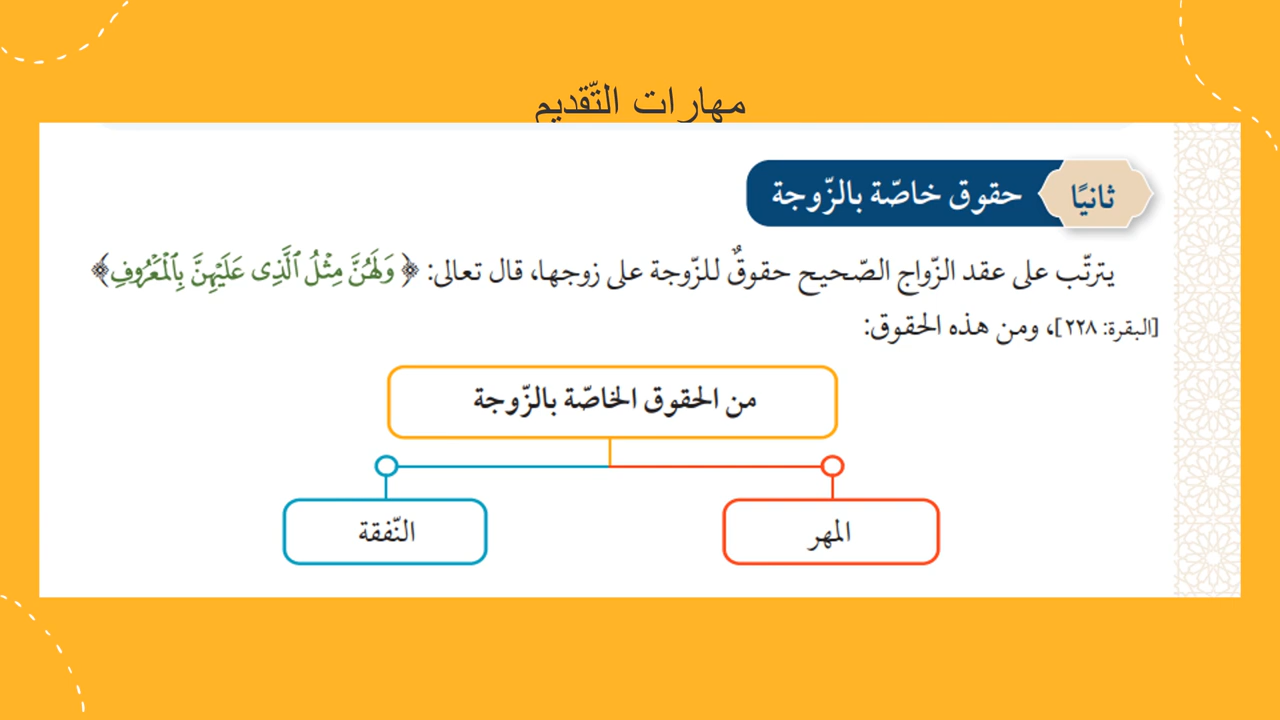 مهارات التّقديم
ثانيًا
حقوق خاصّة بالزّوجة
يترتّب على عقد الزّواج الصّحيح حقوقٌ للزّوجة على زوجها، قال تعالى: ﴿وَلَهُنَّ مِثۡلُ ٱلَّذِى عَلَيۡهِنَّ بِٱلۡمَعۡرُوفِ﴾
[البقرة: ٢٢٨]، ومن هذه الحقوق:
من الحقوق الخاصّة بالزّوجة
المهر
النّفقة